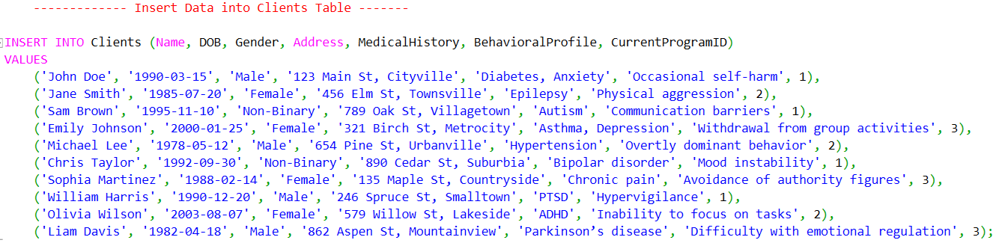 ------------- Insert Data into Clients Table -------
INSERT INTO Clients (Name, DOB, Gender, Address, MedicalHistory, BehavioralProfile, CurrentProgramID)
VALUES
('John Doe', '1990-03-15', 'Male', '123 Main St, Cityville', 'Diabetes, Anxiety', 'Occasional self-harm', 1),
('Jane Smith', '1985-07-20', 'Female', '456 Elm St, Townsville', 'Epilepsy', 'Physical aggression', 2),
('Sam Brown', '1995-11-10', 'Non-Binary', '789 Oak St, Villagetown', 'Autism', 'Communication barriers', 1),
('Emily Johnson', '2000-01-25', 'Female', '321 Birch St, Metrocity', 'Asthma, Depression', 'Withdrawal from group activities', 3),
('Michael Lee', '1978-05-12', 'Male', '654 Pine St, Urbanville', 'Hypertension', 'Overtly dominant behavior', 2),
('Chris Taylor', '1992-09-30', 'Non-Binary', '890 Cedar St, Suburbia', 'Bipolar disorder', 'Mood instability', 1),
('Sophia Martinez', '1988-02-14', 'Female', '135 Maple St, Countryside', 'Chronic pain', 'Avoidance of authority figures', 3),
('William Harris', '1990-12-20', 'Male', '246 Spruce St, Smalltown', 'PTSD', 'Hypervigilance', 1),
('Olivia Wilson', '2003-08-07', 'Female', '579 Willow St, Lakeside', 'ADHD', 'Inability to focus on tasks', 2),
('Liam Davis', '1982-04-18', 'Male', '862 Aspen St, Mountainview', 'Parkinson’s disease', 'Difficulty with emotional regulation', 3);